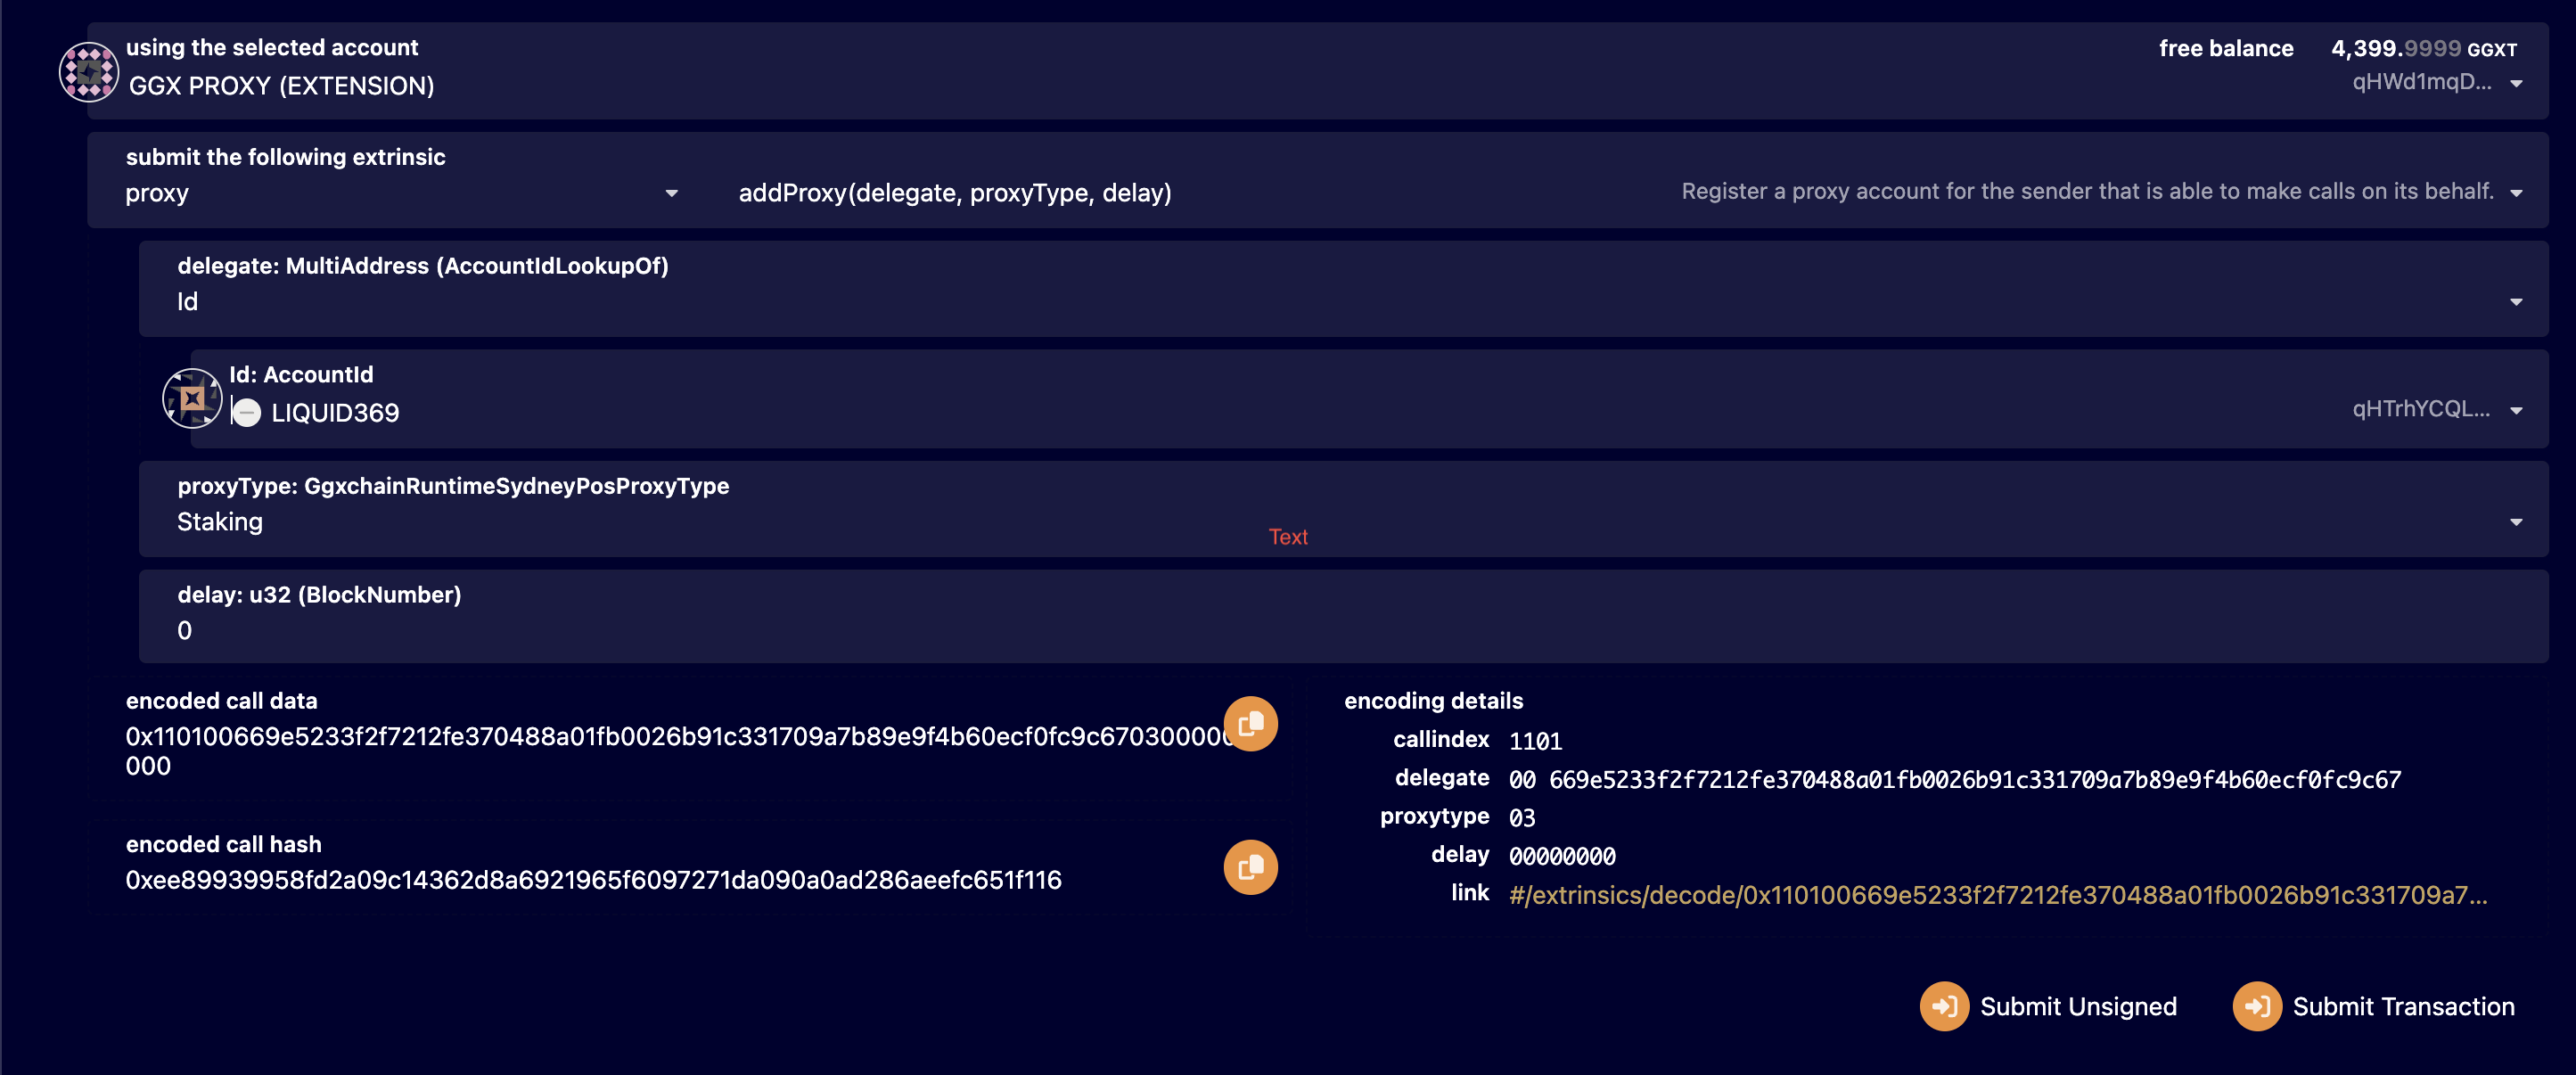 using the selected account
GGX PROXY (EXTENSION)
free balance 4,399.9999 GGXT
qHWd1mqD...
submit the following extrinsic
proxy
addProxy(delegate, proxyType, delay)
Register a proxy account for the sender that is able to make calls on its behalf.
delegate: MultiAddress (AccountIdLookupOf)
Id
Id: AccountId
LIQUID369
qHTrhYCQL...
proxyType: GgxchainRuntimeSydneyPosProxyType
Staking
Text
delay: u32 (BlockNumber)
0
encoded call data
0x110100669e5233f2f7212fe370488a01fb0026b91c331709a7b89e9f4b60ecf0fc9c670300000
000
encoded call hash
0xee89939958fd2a09c14362d8a6921965f6097271da090a0ad286aeefc651f116
encoding details
callindex 1101
delegate 00 669e5233f2f7212fe370488a01fb0026b91c331709a7b89e9f4b60ecf0fc9c67
proxytype 03
delay 00000000
link #/extrinsics/decode/0x110100669e5233f2f7212fe370488a01fb0026b91c331709a7...
Submit Unsigned
Submit Transaction